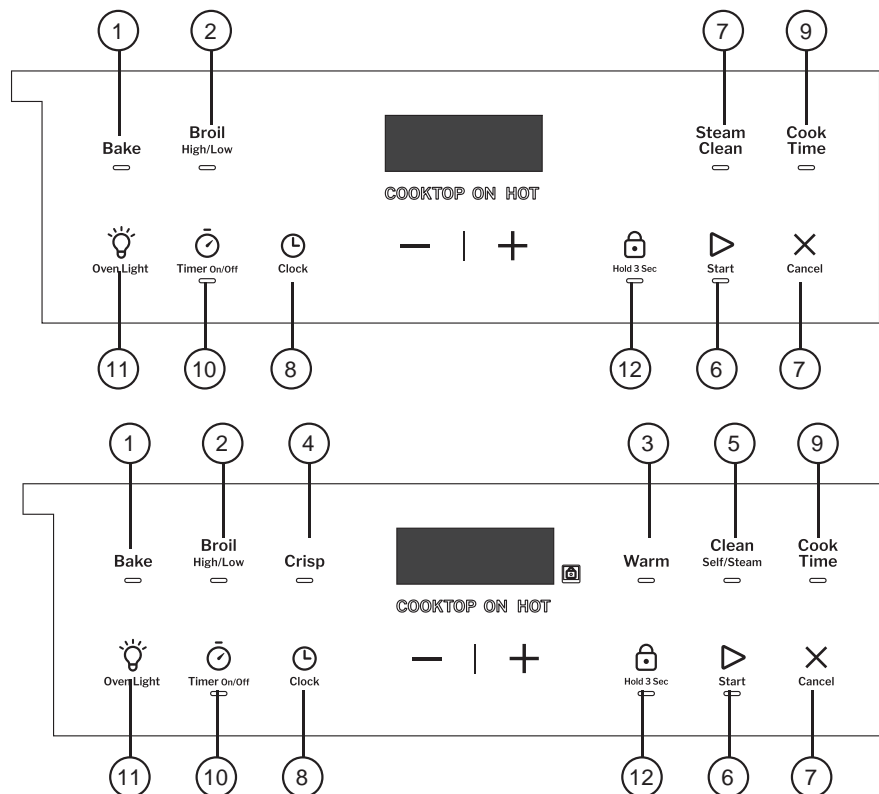 1 2 7 9
Bake
Broil
High/Low
Steam
Clean
Cook
Time
COOKTOP ON HOT
Oven Light
Timer On/Off
Clock
Hold 3 Sec
Start
Cancel
11 10 8 12 6 7
1 2 4 3 5 9
Bake
Broil
High/Low
Crisp
Warm
Clean
Self/Steam
Cook
Time
COOKTOP ON HOT
Oven Light
Timer On/Off
Clock
Hold 3 Sec
Start
Cancel
11 10 8 12 6 7